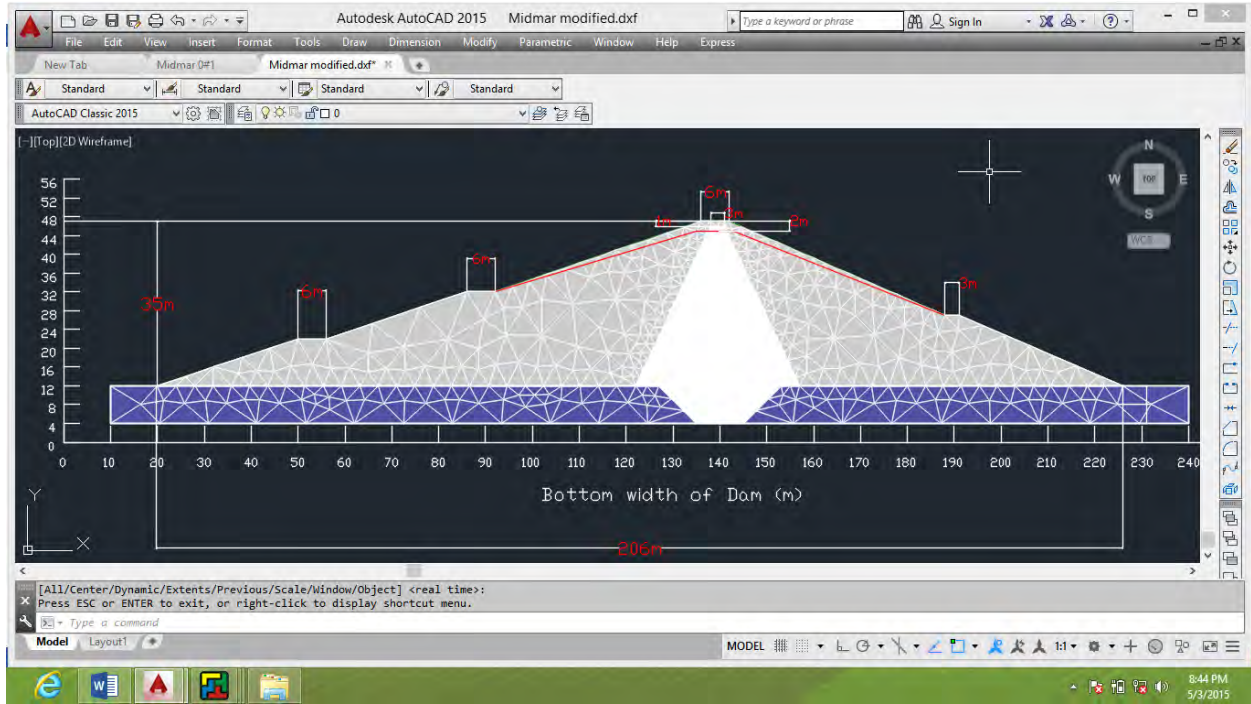 Autodesk AutoCAD 2015 Midmar modified.dxf
Type a keyword or phrase
Sign In
File Edit View Insert Format Tools Draw Dimension Modify Parametric Window Help Express
New Tab Midmar 0#1 Midmar modified.dxf*
Standard Standard Standard Standard
AutoCAD Classic 2015 0
[−][Top][2D Wireframe]
N
W TOP E
S
WCS
56
52
48
44
40
36
32
28
24
20
16
12
8
4
0
6m
1m
2m
6m
6m
35m
3m
0 10 20 30 40 50 60 70 80 90 100 110 120 130 140 150 160 170 180 190 200 210 220 230 240
Bottom width of Dam (m)
Y
X
206m
[All/Center/Dynamic/Extents/Previous/Scale/Window/Object] <real time>:
Press ESC or ENTER to exit, or right-click to display shortcut menu.
Type a command
Model Layout1
MODEL 1:1
8:44 PM
5/3/2015